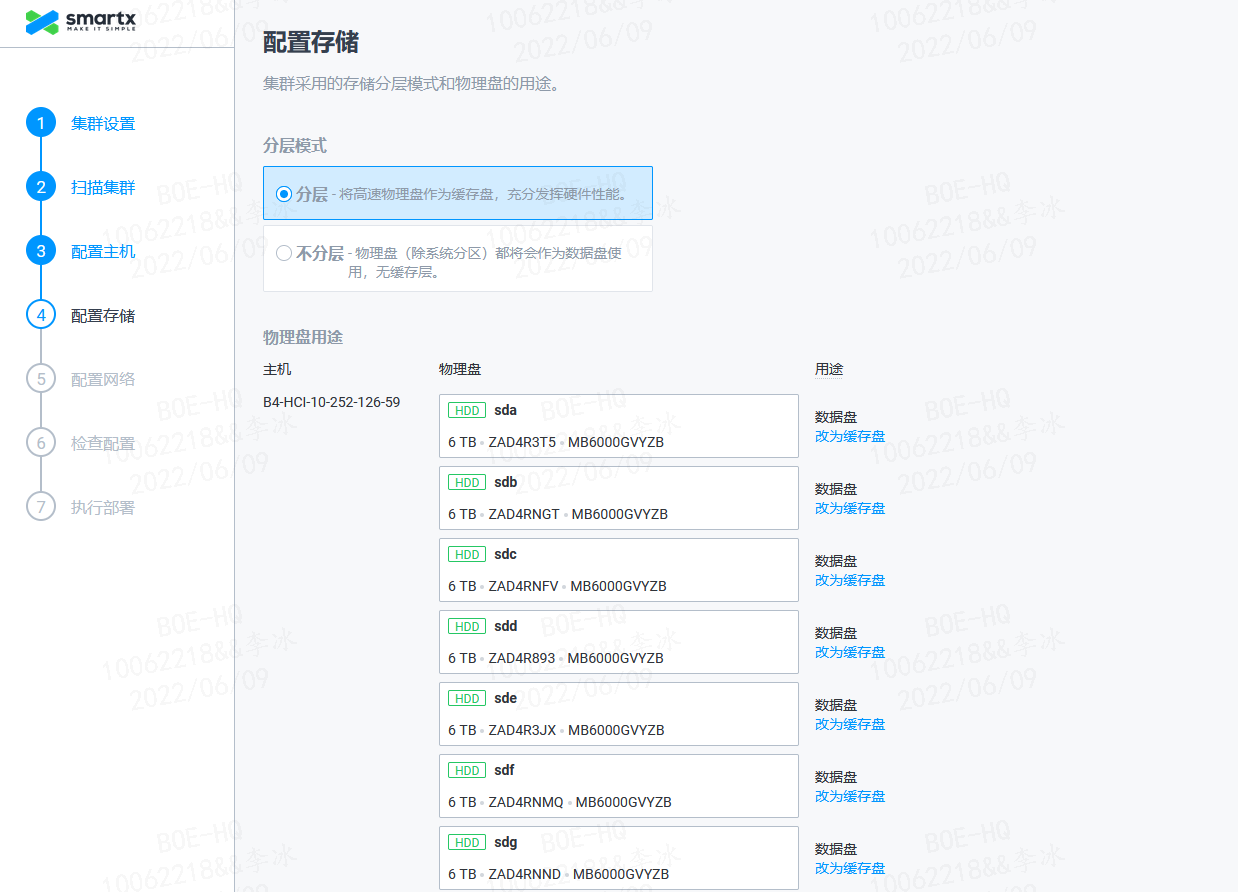 smartx
MAKE IT SIMPLE
1 集群设置
2 扫描集群
3 配置主机
4 配置存储
5 配置网络
6 检查配置
7 执行部署
配置存储
集群采用的存储分层模式和物理盘的用途。
分层模式
分层 - 将高速物理盘作为缓存盘，充分发挥硬件性能。
不分层 - 物理盘（除系统分区）都将会作为数据盘使
用，无缓存层。
物理盘用途
主机 物理盘 用途
B4-HCI-10-252-126-59
HDD sda
6 TB • ZAD4R3T5 • MB6000GVYZB
数据盘
改为缓存盘
HDD sdb
6 TB • ZAD4RNGT • MB6000GVYZB
数据盘
改为缓存盘
HDD sdc
6 TB • ZAD4RNFV • MB6000GVYZB
数据盘
改为缓存盘
HDD sdd
6 TB • ZAD4R893 • MB6000GVYZB
数据盘
改为缓存盘
HDD sde
6 TB • ZAD4R3JX • MB6000GVYZB
数据盘
改为缓存盘
HDD sdf
6 TB • ZAD4RNMQ • MB6000GVYZB
数据盘
改为缓存盘
HDD sdg
6 TB • ZAD4RNND • MB6000GVYZB
数据盘
改为缓存盘
BOE-HQ
10062218&&李冰
2022/06/09